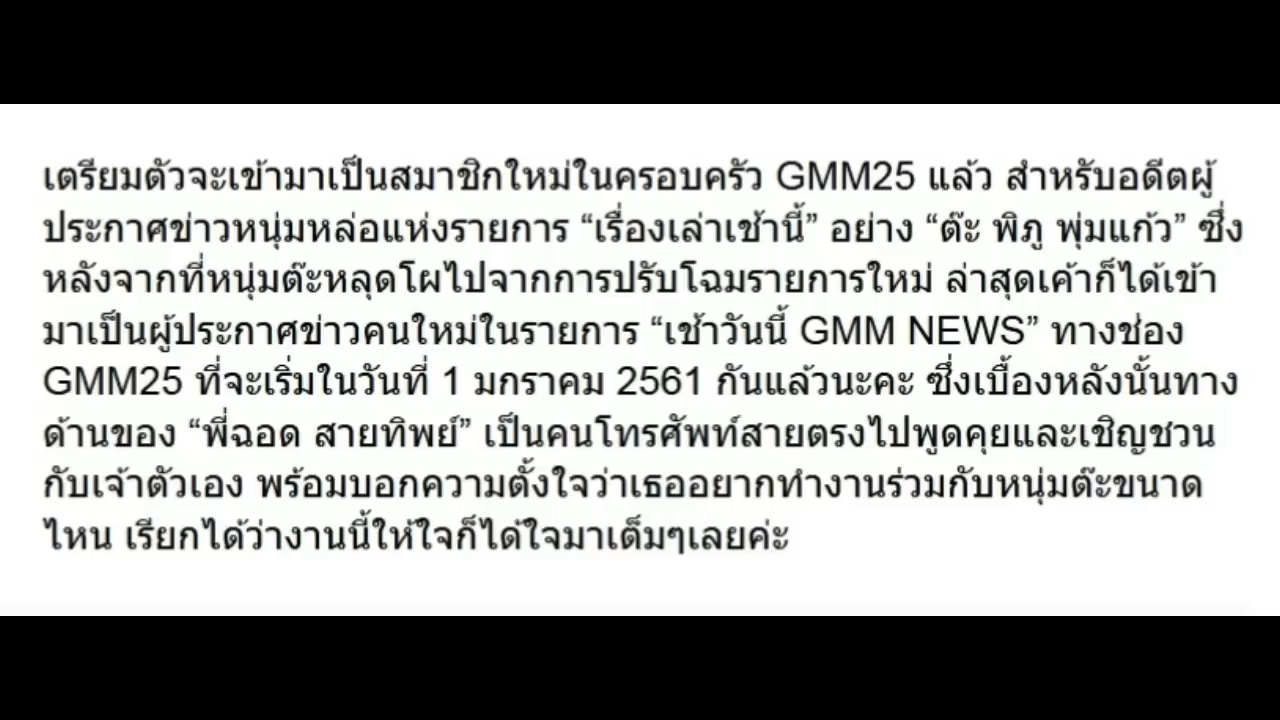 เตรียมตัวจะเข้ามาเป็นสมาชิกใหม่ในครอบครัว GMM25 แล้ว สำหรับอดีตผู้
ประกาศข่าวหนุ่มหล่อแห่งรายการ “เรื่องเล่าเช้านี้” อย่าง “ต๊ะ พิภู พุ่มแก้ว” ซึ่ง
หลังจากที่หนุ่มต๊ะหลุดโผไปจากการปรับโฉมรายการใหม่ ล่าสุดเค้าก็ได้เข้า
มาเป็นผู้ประกาศข่าวคนใหม่ในรายการ “เช้าวันนี้ GMM NEWS” ทางช่อง
GMM25 ที่จะเริ่มในวันที่ 1 มกราคม 2561 กันแล้วนะคะ ซึ่งเบื้องหลังนั้นทาง
ด้านของ “พี่ฉอด สายทิพย์” เป็นคนโทรศัพท์สายตรงไปพูดคุยและเชิญชวน
กับเจ้าตัวเอง พร้อมบอกความตั้งใจว่าเธออยากทำงานร่วมกับหนุ่มต๊ะขนาด
ไหน เรียกได้ว่างานนี้ให้ใจก็ได้ใจมาเต็มๆเลยค่ะ